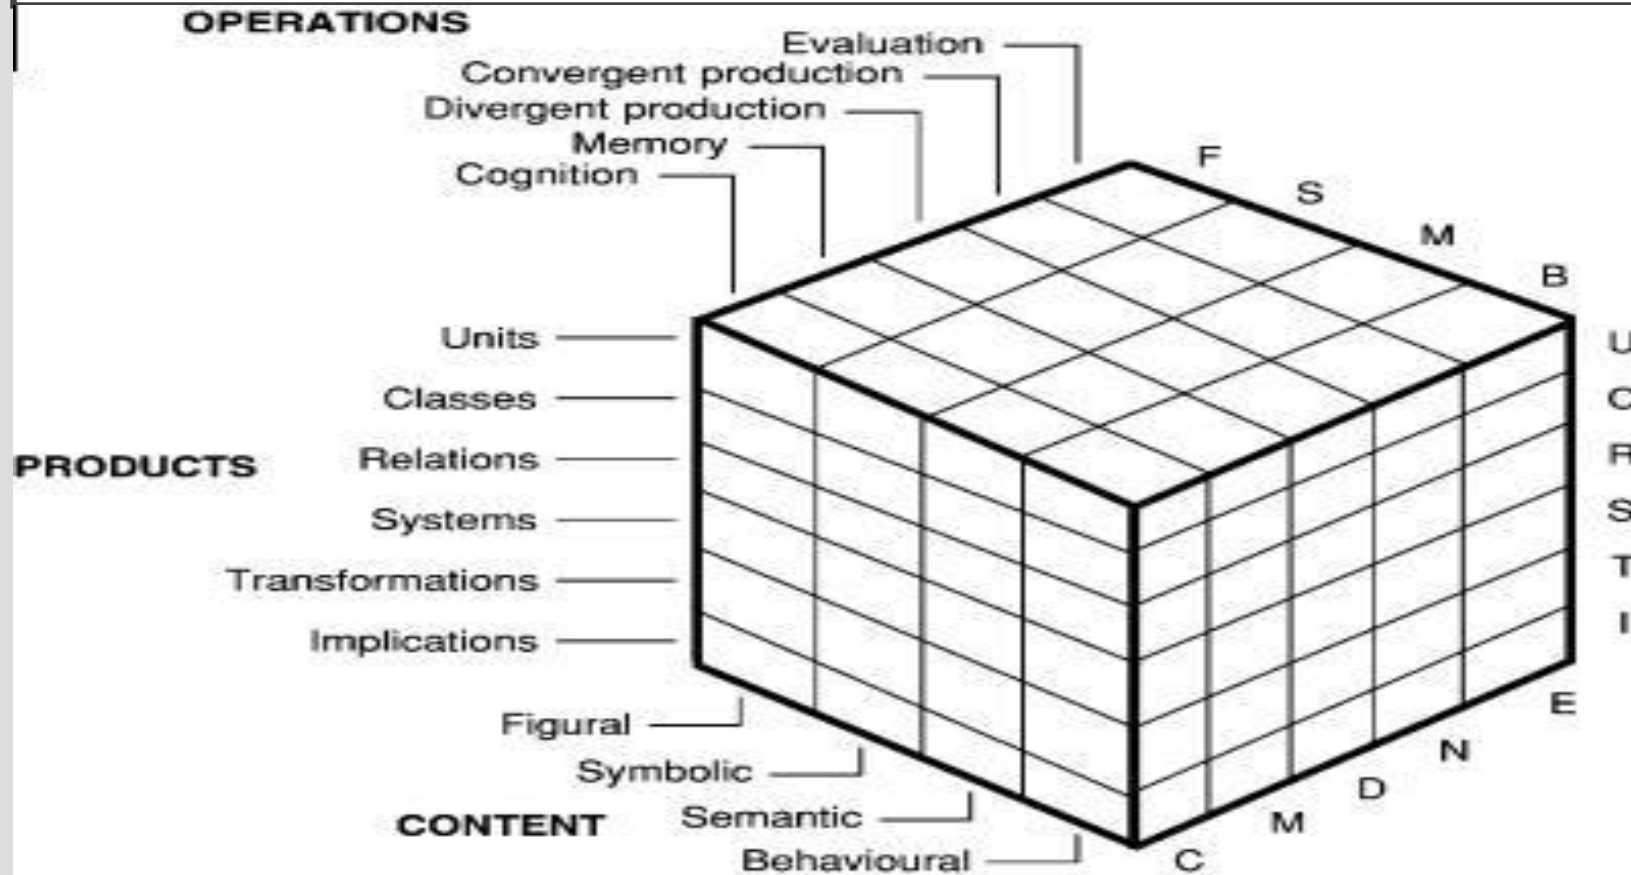 OPERATIONS
Evaluation
Convergent production
Divergent production
Memory
Cognition
F
S
M
B
Units
Classes
Relations
Systems
Transformations
Implications
PRODUCTS
U
C
R
S
T
I
Figural
Symbolic
Semantic
Behavioural
CONTENT
C
M
D
N
E